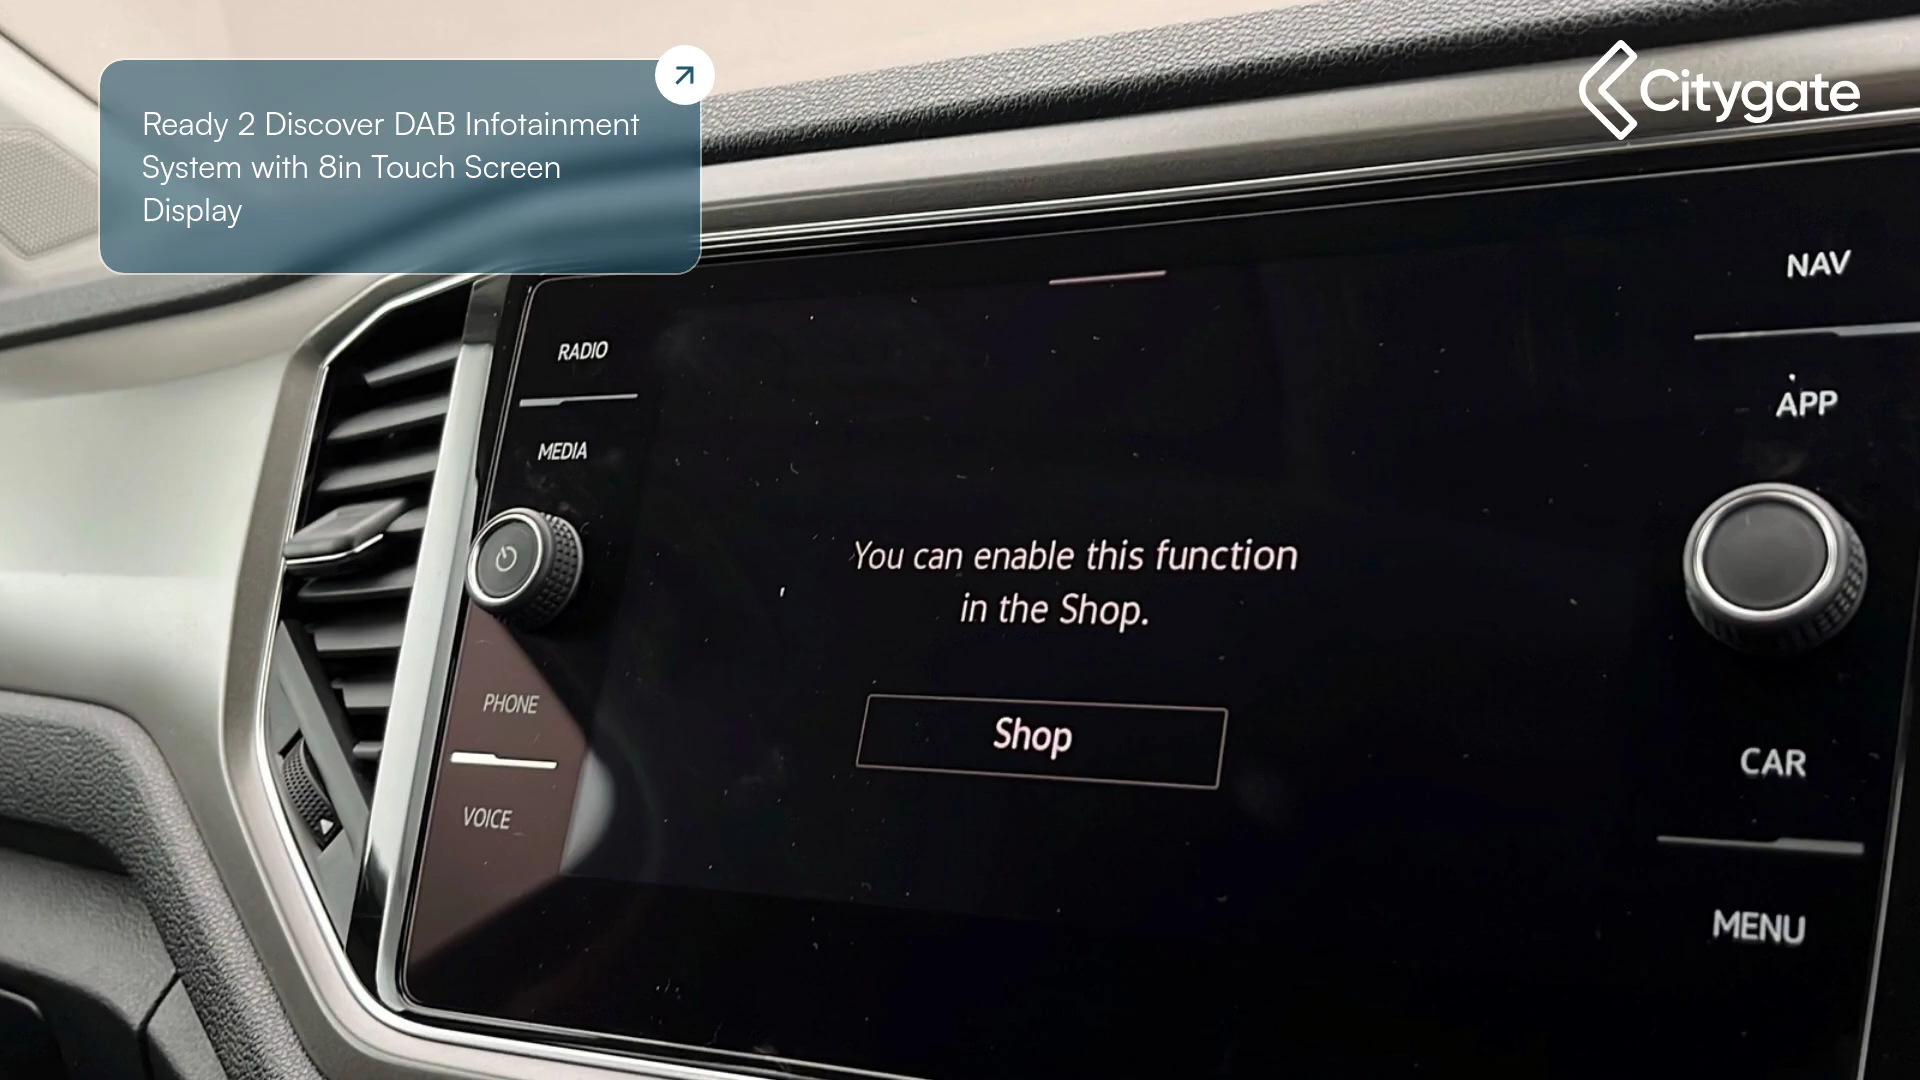 Ready 2 Discover DAB Infotainment
System with 8in Touch Screen
Display
Citygate
RADIO
MEDIA
PHONE
VOICE
You can enable this function
in the Shop.
Shop
NAV
APP
CAR
MENU